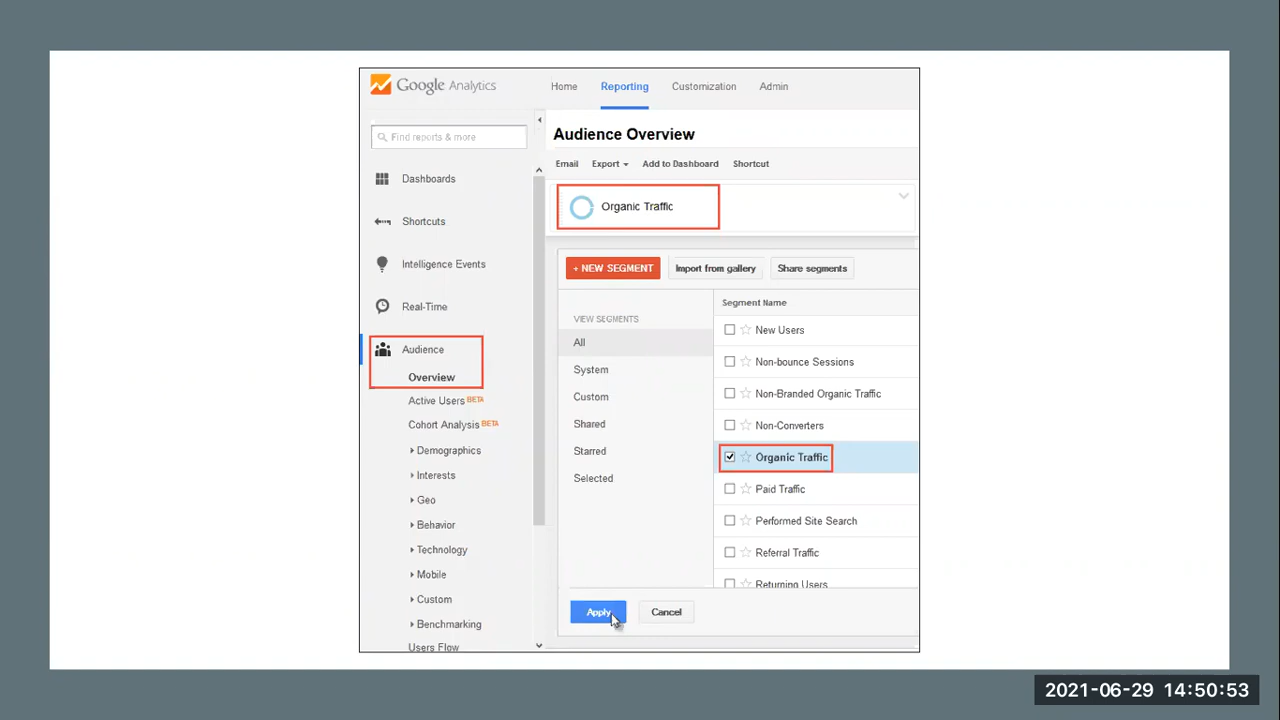 Google Analytics
Home Reporting Customization Admin
Find reports & more
Dashboards
Shortcuts
Intelligence Events
Real-Time
Audience
Overview
Active Users BETA
Cohort Analysis BETA
Demographics
Interests
Geo
Behavior
Technology
Mobile
Custom
Benchmarking
Users Flow
Audience Overview
Email Export Add to Dashboard Shortcut
Organic Traffic
+ NEW SEGMENT Import from gallery Share segments
VIEW SEGMENTS
All
System
Custom
Shared
Starred
Selected
Segment Name
New Users
Non-bounce Sessions
Non-Branded Organic Traffic
Non-Converters
Organic Traffic
Paid Traffic
Performed Site Search
Referral Traffic
Returning Users
Apply Cancel
2021-06-29 14:50:53